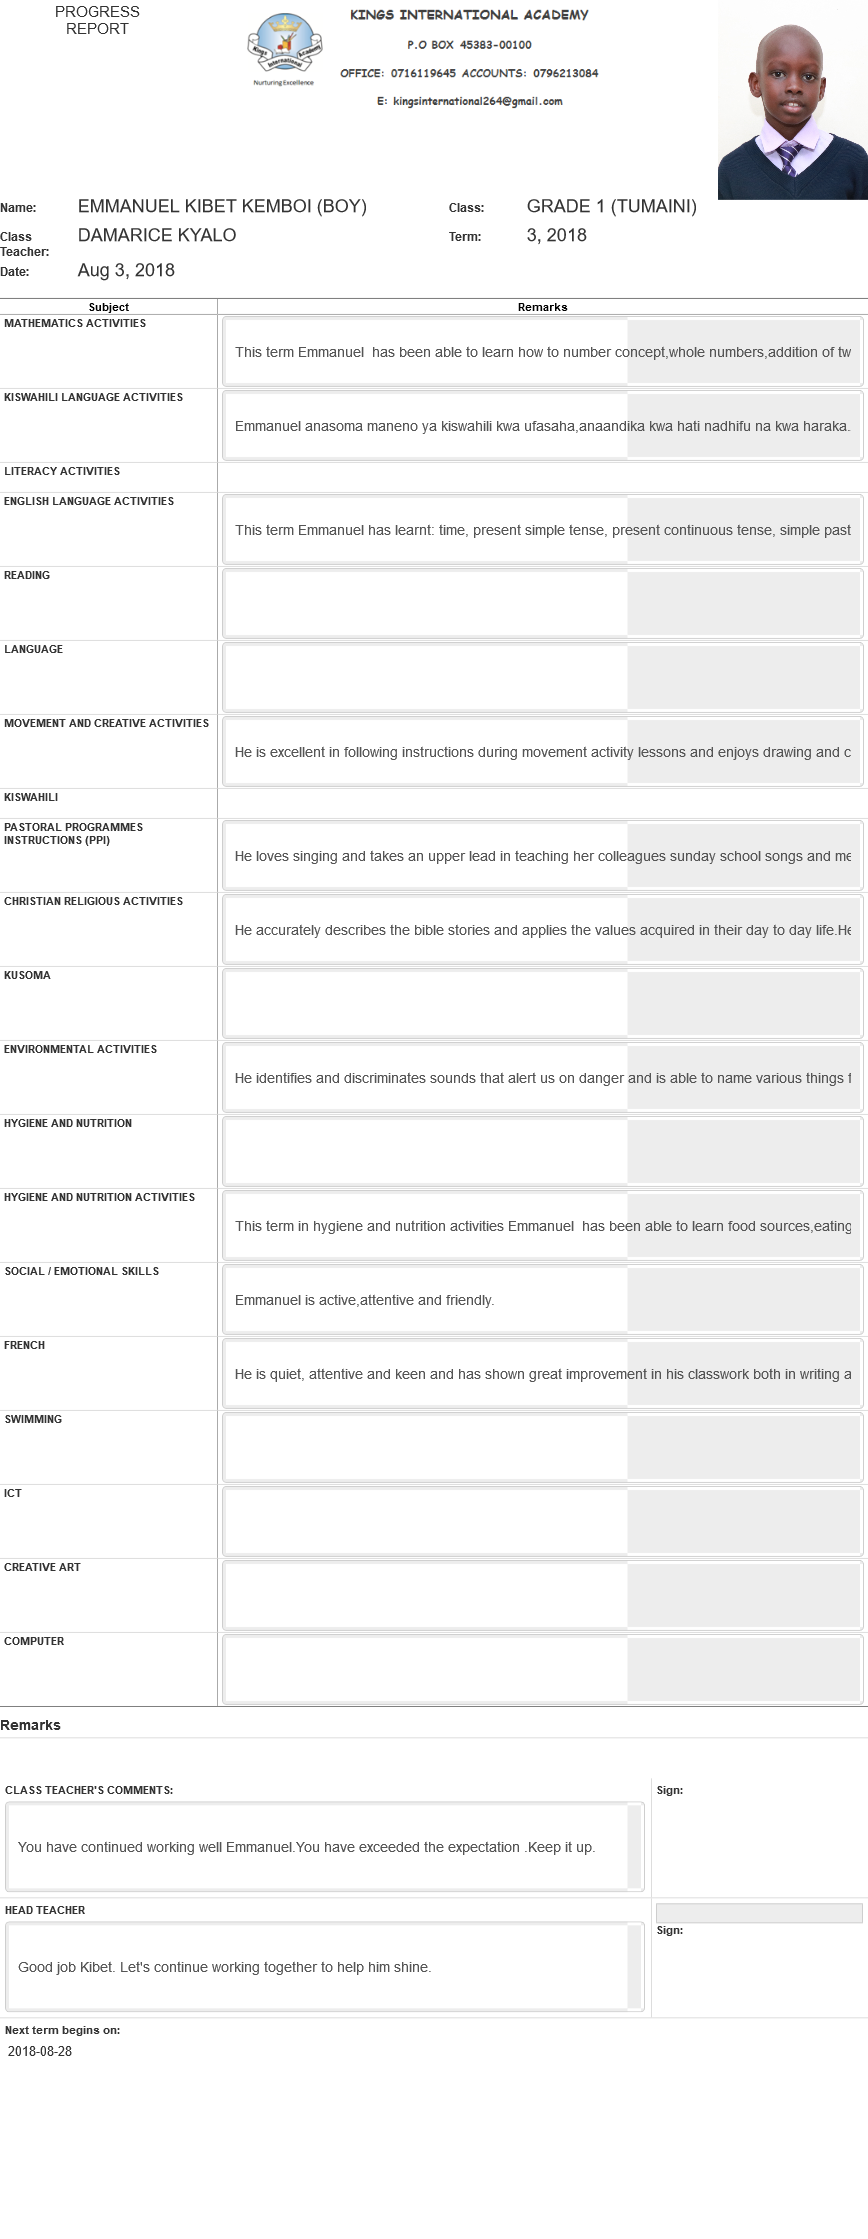 PROGRESS
REPORT
KINGS INTERNATIONAL ACADEMY
P.O BOX 45383-00100
OFFICE: 0716119645 ACCOUNTS: 0796213084
E: kingsinternational264@gmail.com
Kings International Academy
Nurturing Excellence
Name: EMMANUEL KIBET KEMBOI (BOY) Class: GRADE 1 (TUMAINI)
Class Teacher: DAMARICE KYALO Term: 3, 2018
Date: Aug 3, 2018
Subject Remarks
MATHEMATICS ACTIVITIES
This term Emmanuel  has been able to learn how to number concept,whole numbers,addition of tw
KISWAHILI LANGUAGE ACTIVITIES
Emmanuel anasoma maneno ya kiswahili kwa ufasaha,anaandika kwa hati nadhifu na kwa haraka.
LITERACY ACTIVITIES
ENGLISH LANGUAGE ACTIVITIES
This term Emmanuel has learnt: time, present simple tense, present continuous tense, simple past
READING
LANGUAGE
MOVEMENT AND CREATIVE ACTIVITIES
He is excellent in following instructions during movement activity lessons and enjoys drawing and c
KISWAHILI
PASTORAL PROGRAMMES
INSTRUCTIONS (PPI)
He loves singing and takes an upper lead in teaching her colleagues sunday school songs and me
CHRISTIAN RELIGIOUS ACTIVITIES
He accurately describes the bible stories and applies the values acquired in their day to day life.He
KUSOMA
ENVIRONMENTAL ACTIVITIES
He identifies and discriminates sounds that alert us on danger and is able to name various things
HYGIENE AND NUTRITION
HYGIENE AND NUTRITION ACTIVITIES
This term in hygiene and nutrition activities Emmanuel  has been able to learn food sources,eating
SOCIAL / EMOTIONAL SKILLS
Emmanuel is active,attentive and friendly.
FRENCH
He is quiet, attentive and keen and has shown great improvement in his classwork both in writing a
SWIMMING
ICT
CREATIVE ART
COMPUTER
Remarks
CLASS TEACHER'S COMMENTS: Sign:
You have continued working well Emmanuel.You have exceeded the expectation .Keep it up.
HEAD TEACHER
Sign:
Good job Kibet. Let's continue working together to help him shine.
Next term begins on:
2018-08-28